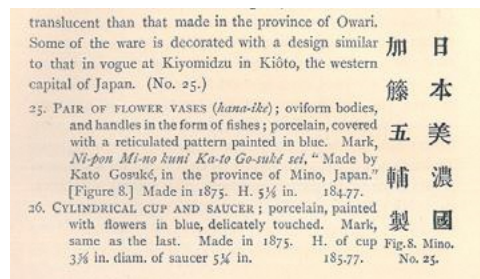 translucent than that made in the province of Owari.
Some of the ware is decorated with a design similar
to that in vogue at Kiyomidzu in Kiôto, the western
capital of Japan. (No. 25.)
25. PAIR OF FLOWER VASES (hana-ike); oviform bodies,
and handles in the form of fishes; porcelain, covered
with a reticulated pattern painted in blue. Mark,
Ni-pon Mi-no kuni Ka-to Go-suké sei, "Made by
Kato Gosuké, in the province of Mino, Japan."
[Figure 8.] Made in 1875. H. 5⅛ in. 184.77.
26. CYLINDRICAL CUP AND SAUCER; porcelain, painted
with flowers in blue, delicately touched. Mark,
same as the last. Made in 1875. H. of cup
in. diam. of saucer in. 185.77.
日本美濃國
加籐五輔製
Fig. 8. Mino.
No. 25.